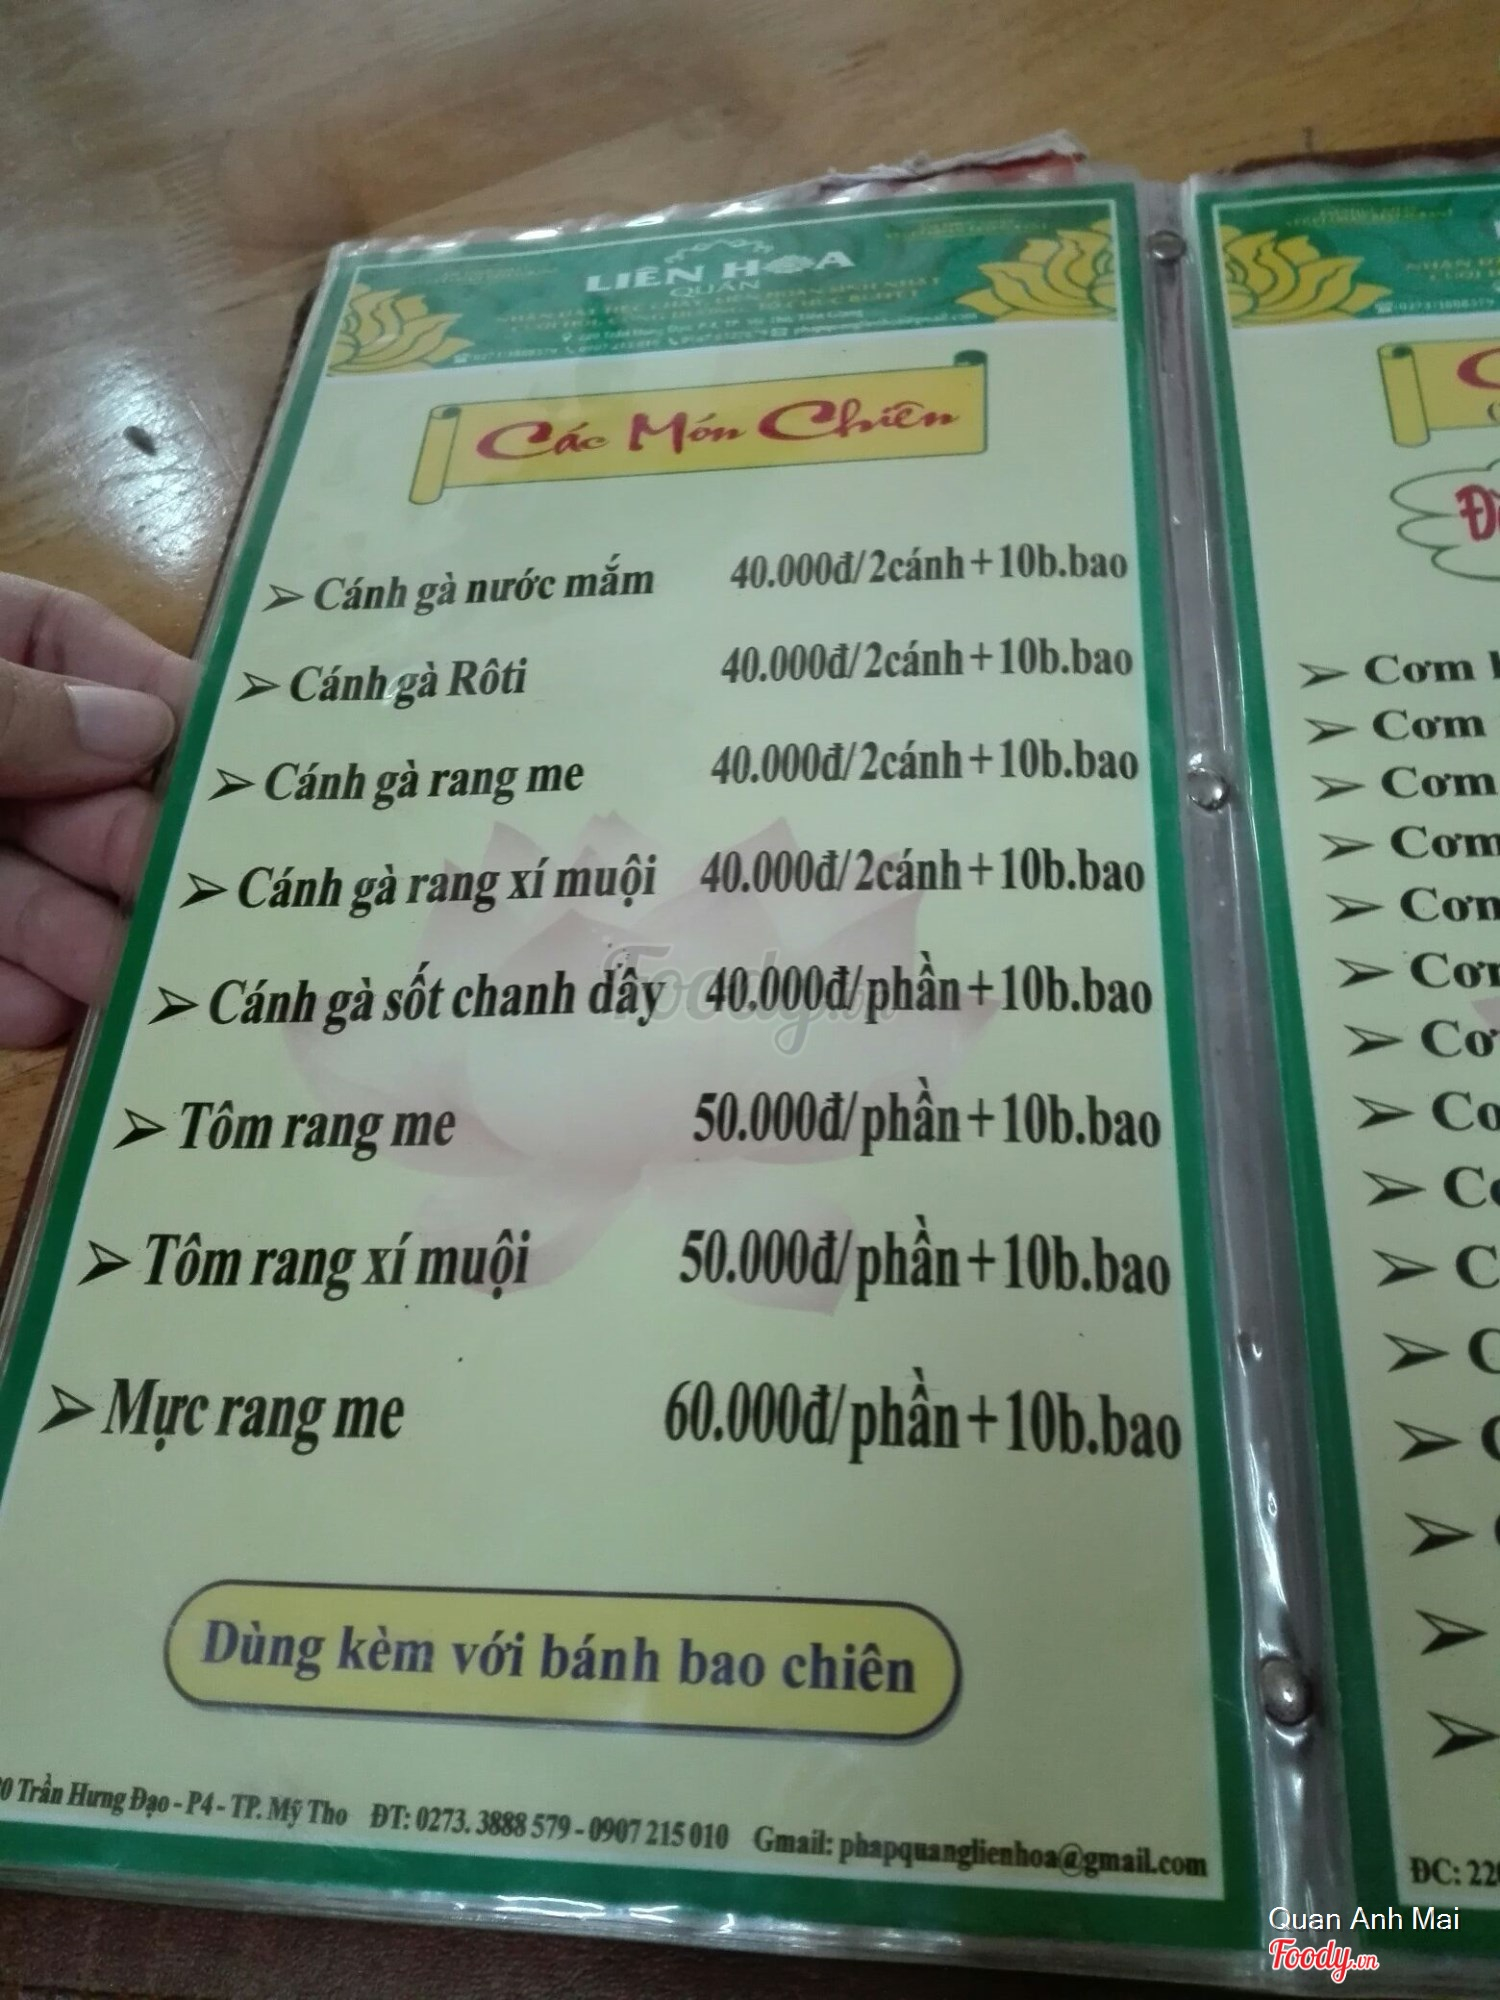 LIÊN HOA
QUÁN
Các Món Chiên
➢ Cánh gà nước mắm 40.000đ/2cánh+10b.bao
➢ Cánh gà Rôti 40.000đ/2cánh+10b.bao
➢ Cánh gà rang me 40.000đ/2cánh+10b.bao
➢ Cánh gà rang xí muội 40.000đ/2cánh+10b.bao
➢ Cánh gà sốt chanh dây 40.000đ/phần+10b.bao
➢ Tôm rang me 50.000đ/phần+10b.bao
➢ Tôm rang xí muội 50.000đ/phần+10b.bao
➢ Mực rang me 60.000đ/phần+10b.bao
Dùng kèm với bánh bao chiên
Trần Hưng Đạo - P4 - TP. Mỹ Tho ĐT: 0273. 3888 579 - 0907 215 010 Gmail: phapquanglienhoa@gmail.com
➢ Cơm
➢ Cơm
➢ Cơm
➢ Cơm
ĐC: 220
Foody.vn
Quan Anh Mai
Foody.vn